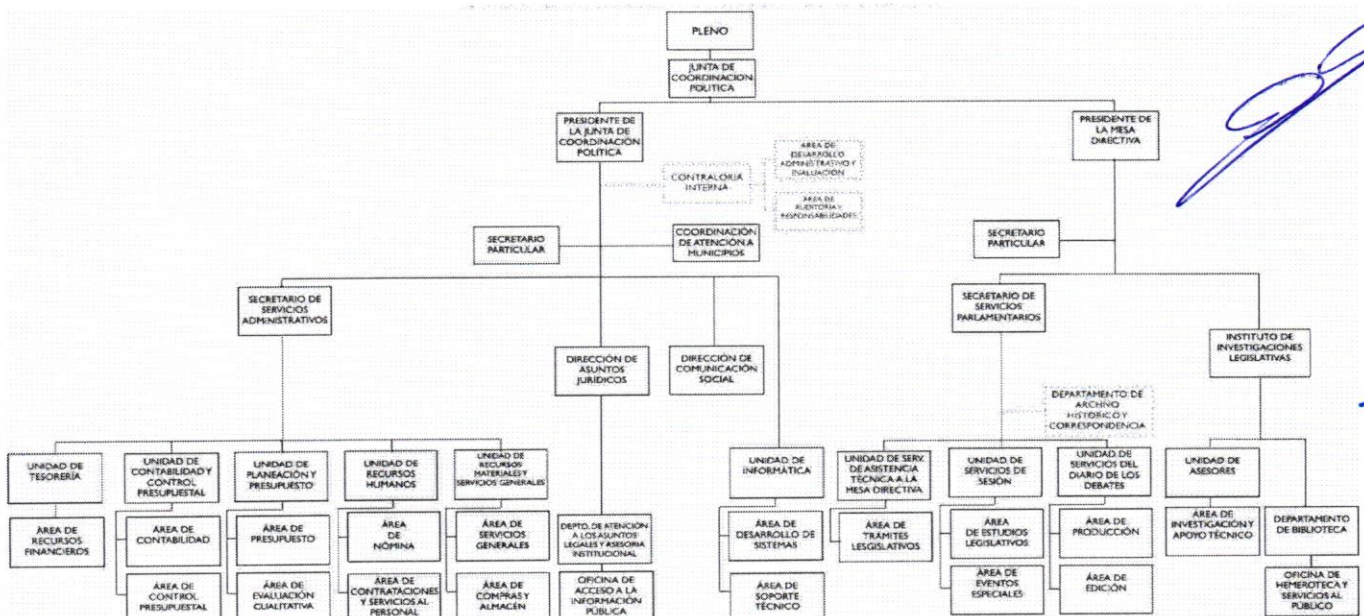 PLENO
JUNTA DE
COORDINACION
POLITICA
PRESIDENTE DE
LA JUNTA DE
COORDINACIÓN
POLÍTICA
PRESIDENTE DE
LA MESA
DIRECTIVA
CONTRALORÍA
INTERNA
ÁREA DE
DESARROLLO
ADMINISTRATIVO Y
EVALUACIÓN
ÁREA DE
AUDITORÍA Y
RESPONSABILIDADES
SECRETARIO
PARTICULAR
COORDINACIÓN
DE ATENCIÓN A
MUNICIPIOS
SECRETARIO
PARTICULAR
SECRETARIO DE
SERVICIOS
ADMINISTRATIVOS
SECRETARIO DE
SERVICIOS
PARLAMENTARIOS
DIRECCIÓN DE
ASUNTOS
JURÍDICOS
DIRECCIÓN DE
COMUNICACIÓN
SOCIAL
INSTITUTO DE
INVESTIGACIONES
LEGISLATIVAS
DEPARTAMENTO DE
ARCHIVO
HISTÓRICO Y
CORRESPONDENCIA
UNIDAD DE
TESORERÍA
UNIDAD DE
CONTABILIDAD Y
CONTROL
PRESUPUESTAL
UNIDAD DE
PLANEACIÓN Y
PRESUPUESTO
UNIDAD DE
RECURSOS
HUMANOS
UNIDAD DE
RECURSOS
MATERIALES Y
SERVICIOS GENERALES
UNIDAD DE
INFORMÁTICA
UNIDAD DE SERV.
DE ASISTENCIA
TÉCNICA A LA
MESA DIRECTIVA
UNIDAD DE
SERVICIOS DE
SESIÓN
UNIDAD DE
SERVICIOS DEL
DIARIO DE LOS
DEBATES
UNIDAD DE
ASESORES
ÁREA DE
RECURSOS
FINANCIEROS
ÁREA DE
CONTABILIDAD
ÁREA DE
PRESUPUESTO
ÁREA
DE
NÓMINA
ÁREA DE
SERVICIOS
GENERALES
DEPTO. DE ATENCIÓN
A LOS ASUNTOS
LEGALES Y ASESORIA
INSTITUCIONAL
ÁREA DE
DESARROLLO DE
SISTEMAS
ÁREA DE
TRÁMITES
LESGISLATIVOS
ÁREA
DE ESTUDIOS
LEGISLATIVOS
ÁREA DE
PRODUCCIÓN
ÁREA DE
INVESTIGACIÓN Y
APOYO TÉCNICO
DEPARTAMENTO
DE BIBLIOTECA
ÁREA DE
CONTROL
PRESUPUESTAL
ÁREA DE
EVALUACIÓN
CUALITATIVA
ÁREA DE
CONTRATACIONES
Y SERVICIOS AL
PERSONAL
ÁREA DE
COMPRAS Y
ALMACÉN
OFICINA DE
ACCESO A LA
INFORMACIÓN
PÚBLICA
ÁREA DE
SOPORTE
TÉCNICO
ÁREA DE
EVENTOS
ESPECIALES
ÁREA DE
EDICIÓN
OFICINA DE
HEMEROTECA Y
SERVICIOS AL
PÚBLICO